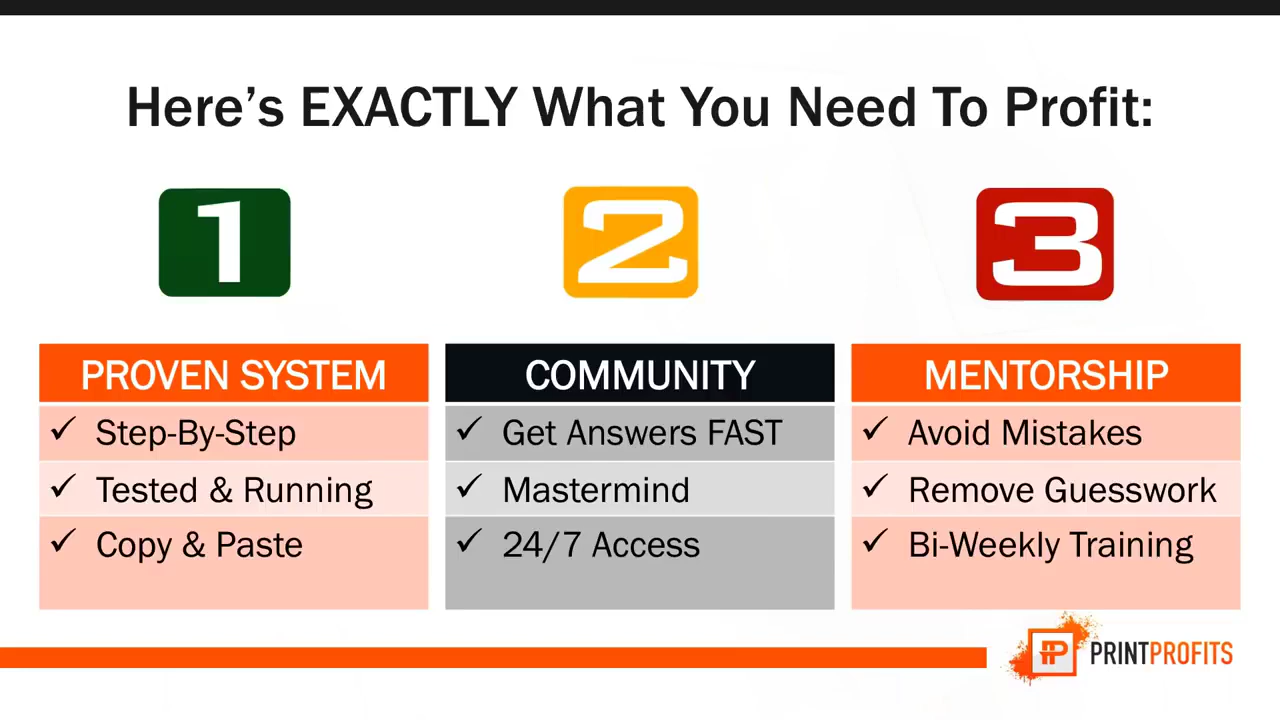 Here's EXACTLY What You Need To Profit:
1
2
3
PROVEN SYSTEM
✓ Step-By-Step
✓ Tested & Running
✓ Copy & Paste
COMMUNITY
✓ Get Answers FAST
✓ Mastermind
✓ 24/7 Access
MENTORSHIP
✓ Avoid Mistakes
✓ Remove Guesswork
✓ Bi-Weekly Training
PRINTPROFITS